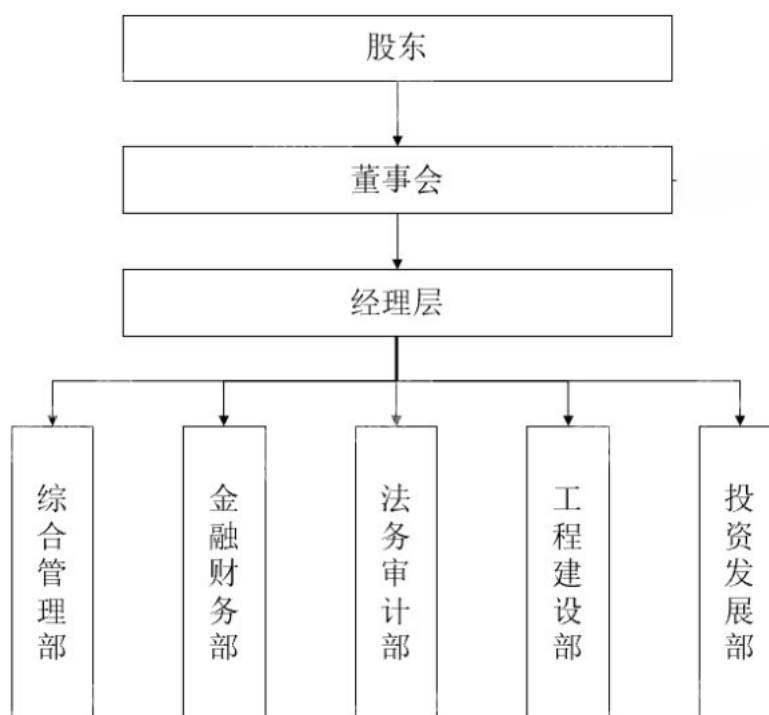 股东
董事会
经理层
综合管理部
金融财务部
法务审计部
工程建设部
投资发展部